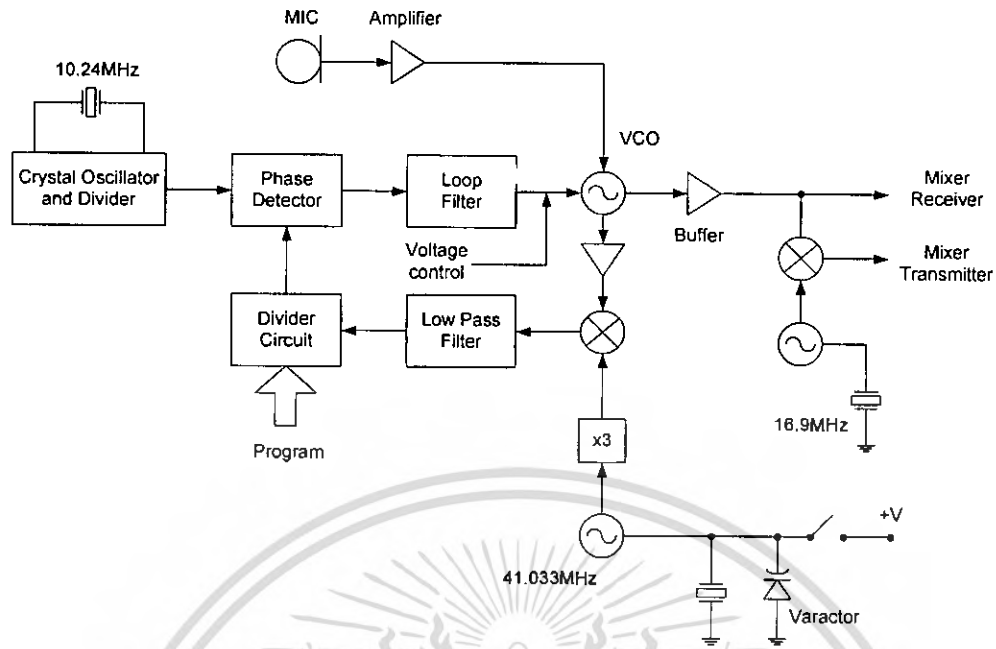 MIC
Amplifier
10.24MHz
VCO
Crystal Oscillator
and Divider
Phase
Detector
Loop
Filter
Mixer
Receiver
Buffer
Voltage
control
Mixer
Transmitter
Divider
Circuit
Low Pass
Filter
16.9MHz
x3
Program
+V
41.033MHz
Varactor